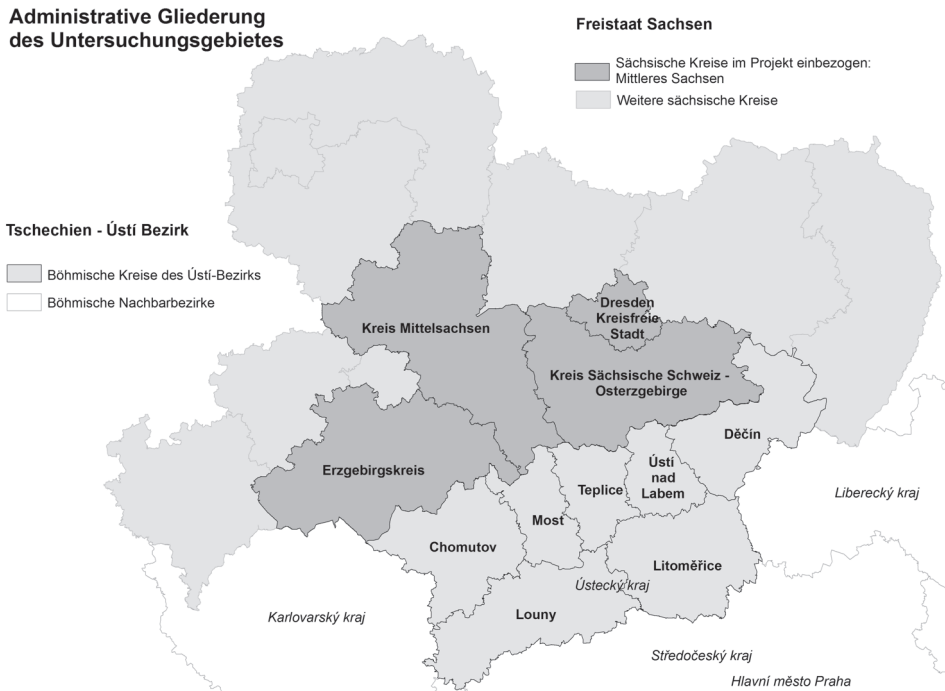 Administrative Gliederung
des Untersuchungsgebietes
Freistaat Sachsen
Sächsische Kreise im Projekt einbezogen:
Mittleres Sachsen
Weitere sächsische Kreise
Tschechien - Ústí Bezirk
Böhmische Kreise des Ústí-Bezirks
Böhmische Nachbarbezirke
Dresden
Kreisfreie
Stadt
Kreis Mittelsachsen
Kreis Sächsische Schweiz -
Osterzgebirge
Erzgebirgskreis
Děčín
Ústí
nad
Labem
Teplice
Most
Chomutov
Litoměřice
Louny
Ústecký kraj
Liberecký kraj
Karlovarský kraj
Středočeský kraj
Hlavní město Praha